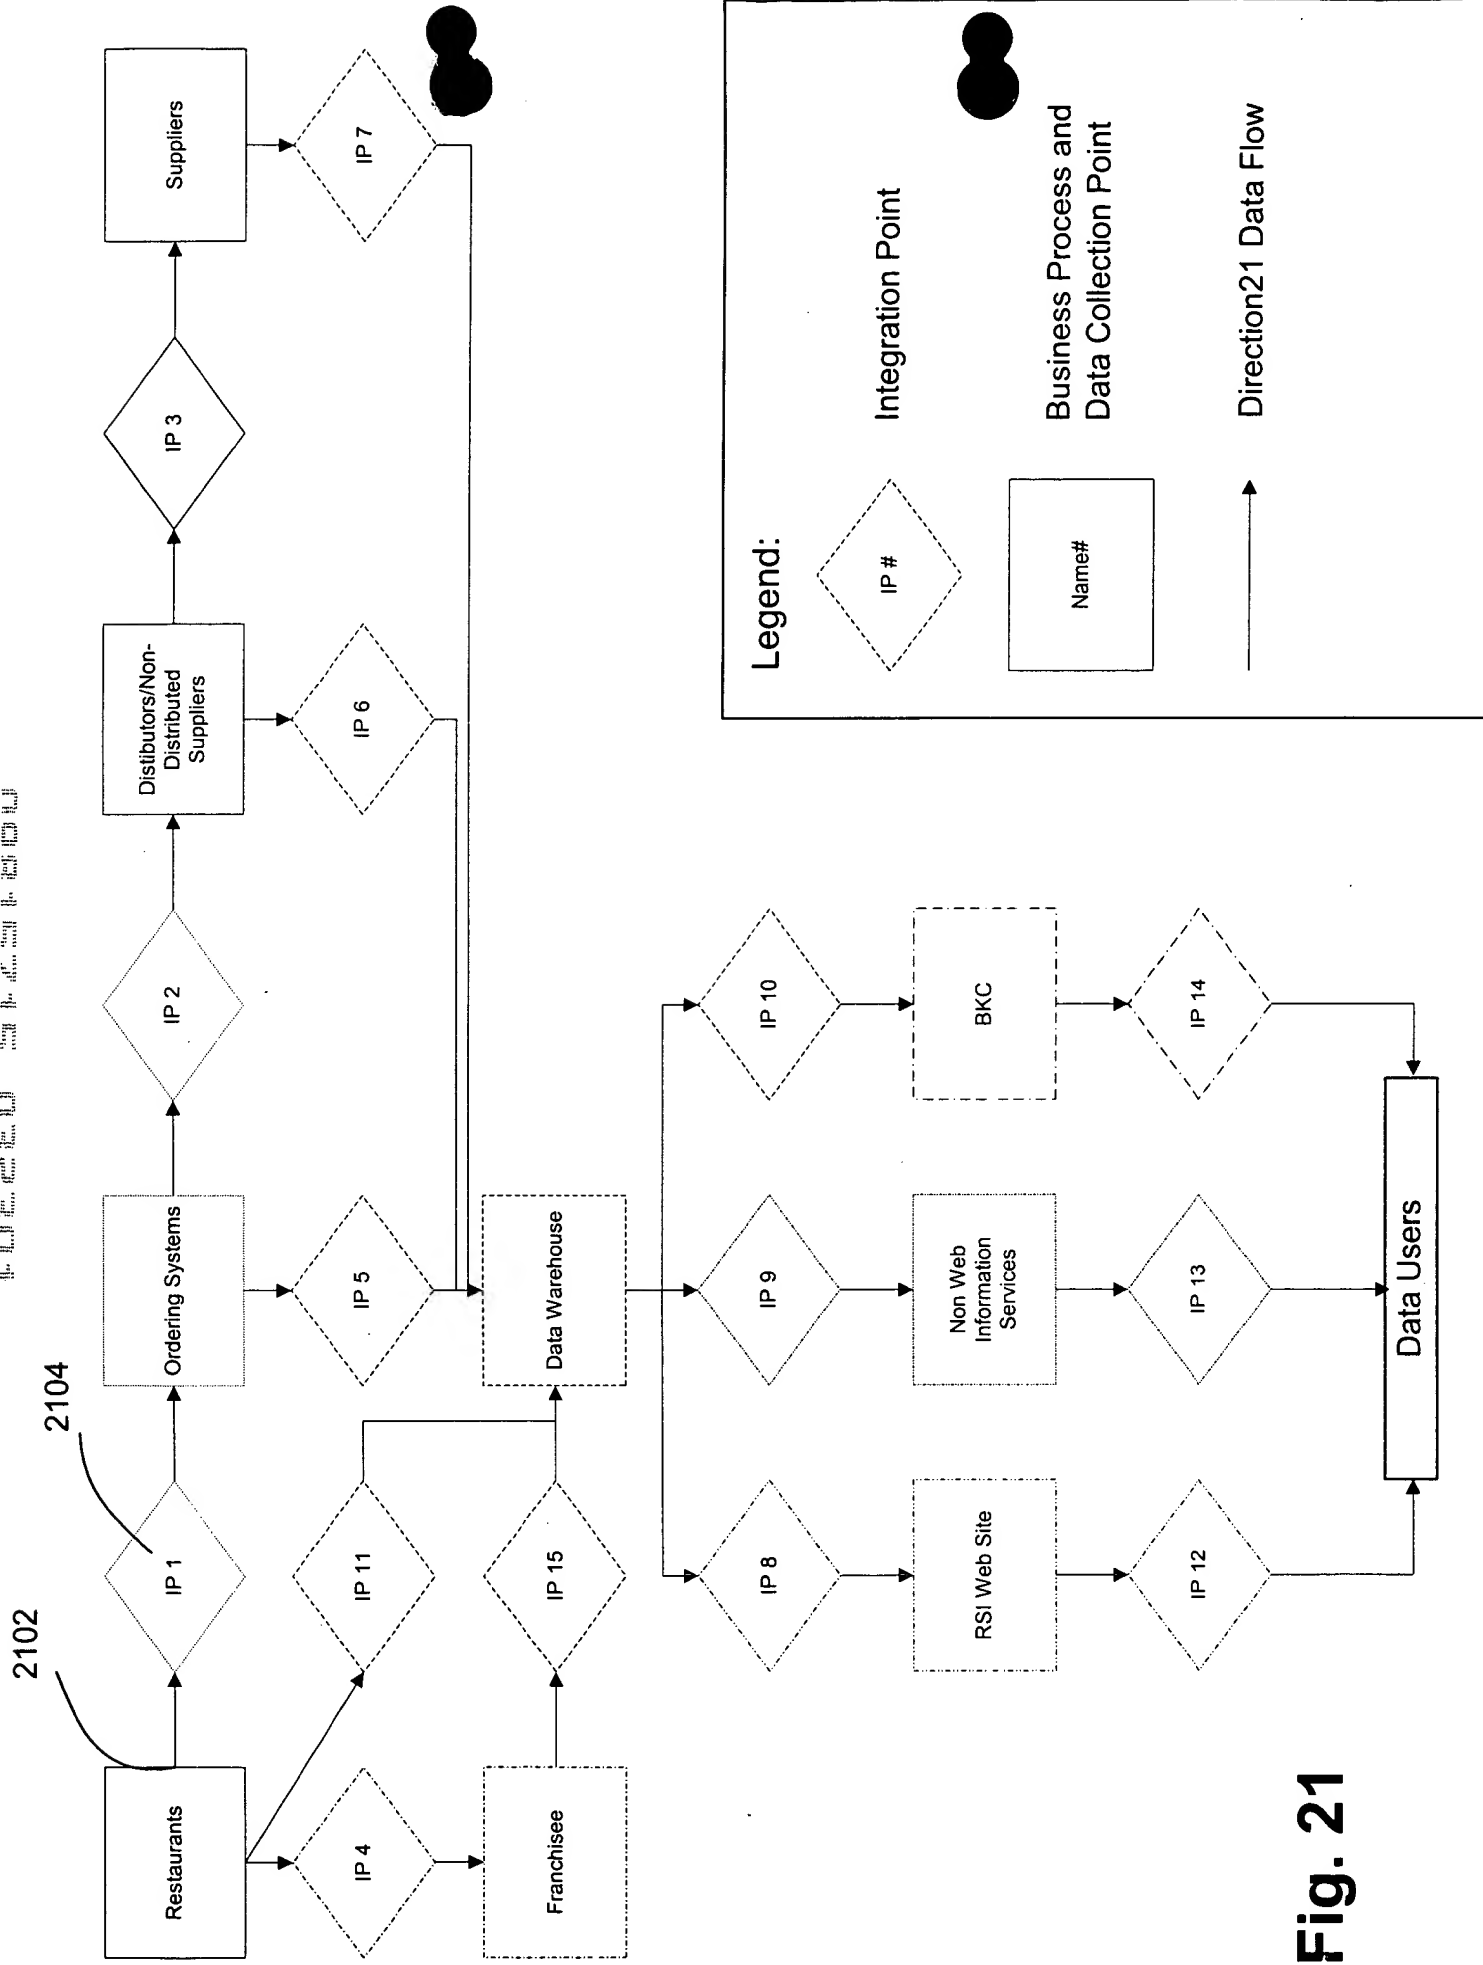 2102
2104
Restaurants
IP 1
Ordering Systems
IP 2
Distibutors/Non-
Distributed
Suppliers
IP 3
Suppliers
IP 4
IP 11
IP 5
IP 6
IP 7
Franchisee
IP 15
Data Warehouse
IP 8
IP 9
IP 10
RSI Web Site
Non Web
Information
Services
BKC
IP 12
IP 13
IP 14
Data Users
Legend:
IP #
Integration Point
Name#
Business Process and
Data Collection Point
Direction21 Data Flow
Fig. 21